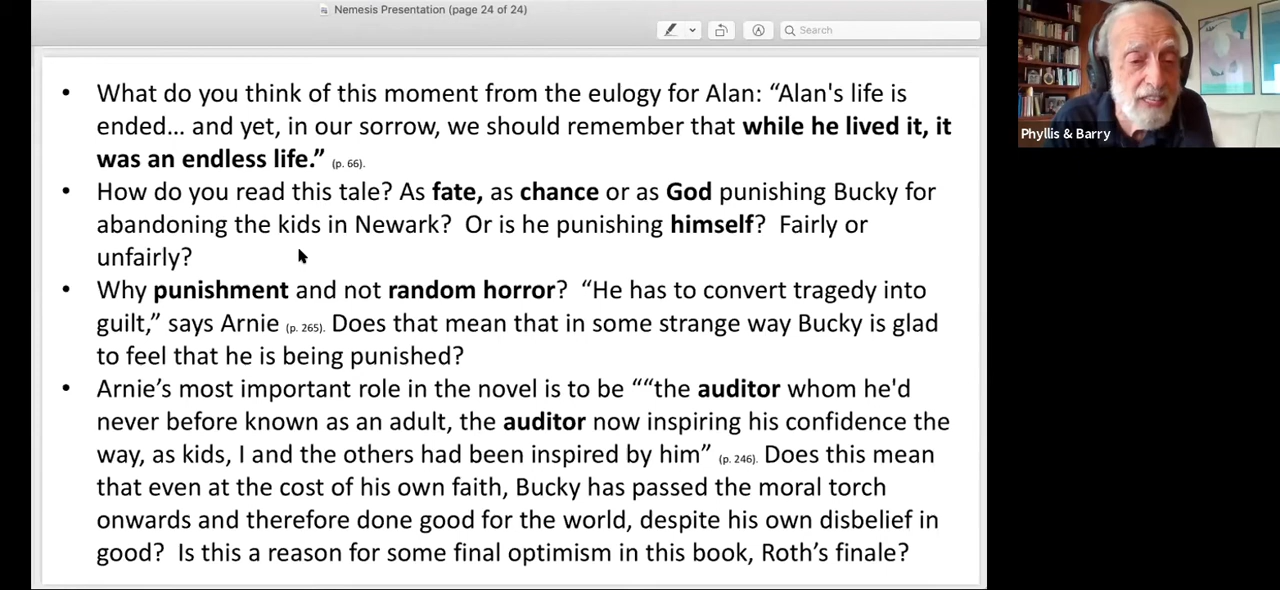 Nemesis Presentation (page 24 of 24)
Search
• What do you think of this moment from the eulogy for Alan: “Alan's life is
ended... and yet, in our sorrow, we should remember that while he lived it, it
was an endless life.” (p. 66).
• How do you read this tale? As fate, as chance or as God punishing Bucky for
abandoning the kids in Newark? Or is he punishing himself? Fairly or
unfairly?
• Why punishment and not random horror? “He has to convert tragedy into
guilt,” says Arnie (p. 265). Does that mean that in some strange way Bucky is glad
to feel that he is being punished?
• Arnie’s most important role in the novel is to be ““the auditor whom he'd
never before known as an adult, the auditor now inspiring his confidence the
way, as kids, I and the others had been inspired by him” (p. 246). Does this mean
that even at the cost of his own faith, Bucky has passed the moral torch
onwards and therefore done good for the world, despite his own disbelief in
good? Is this a reason for some final optimism in this book, Roth’s finale?
Phyllis & Barry